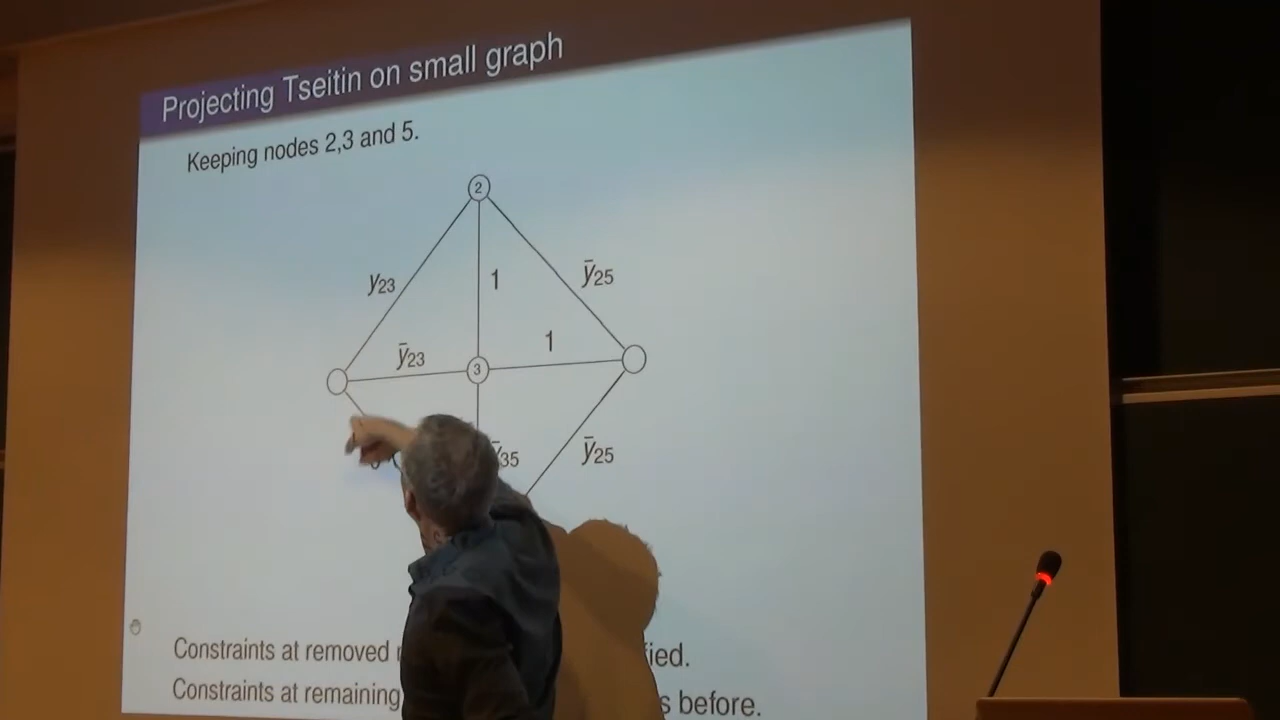 Projecting Tseitin on small graph
Keeping nodes 2,3 and 5.
2
y23
1
ȳ25
ȳ23
1
3
35
ȳ25
Constraints at removed
ied.
Constraints at remaining
s before.